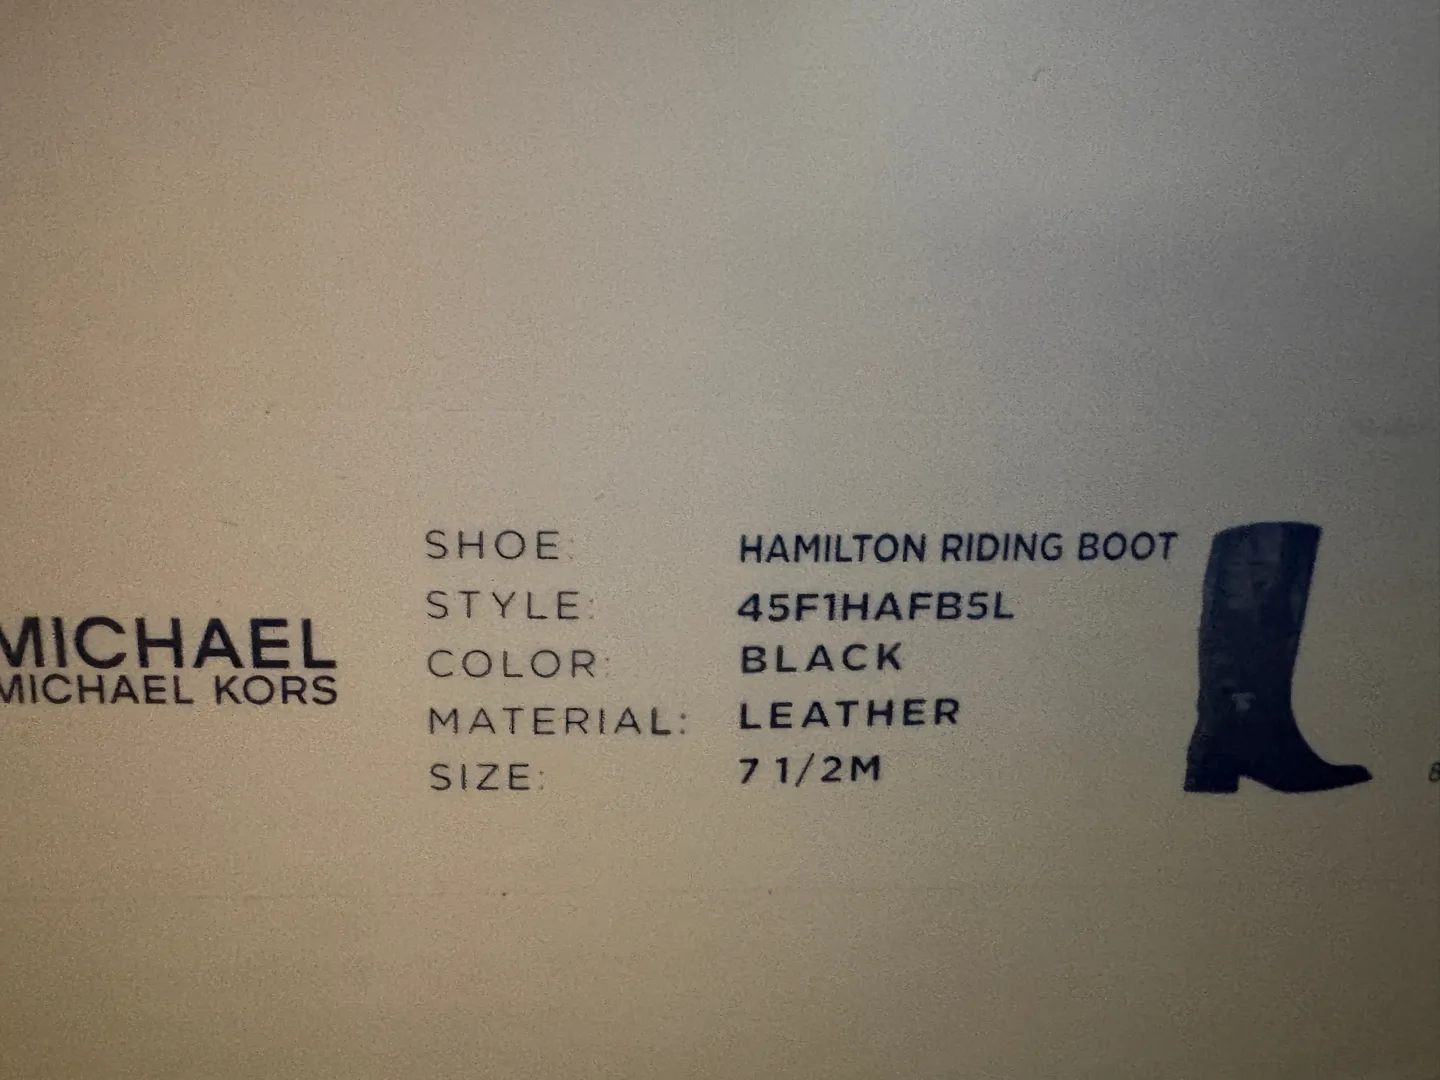 MICHAEL
MICHAEL KORS
SHOE: HAMILTON RIDING BOOT
STYLE: 45F1HAFB5L
COLOR: BLACK
MATERIAL: LEATHER
SIZE: 7 1/2M